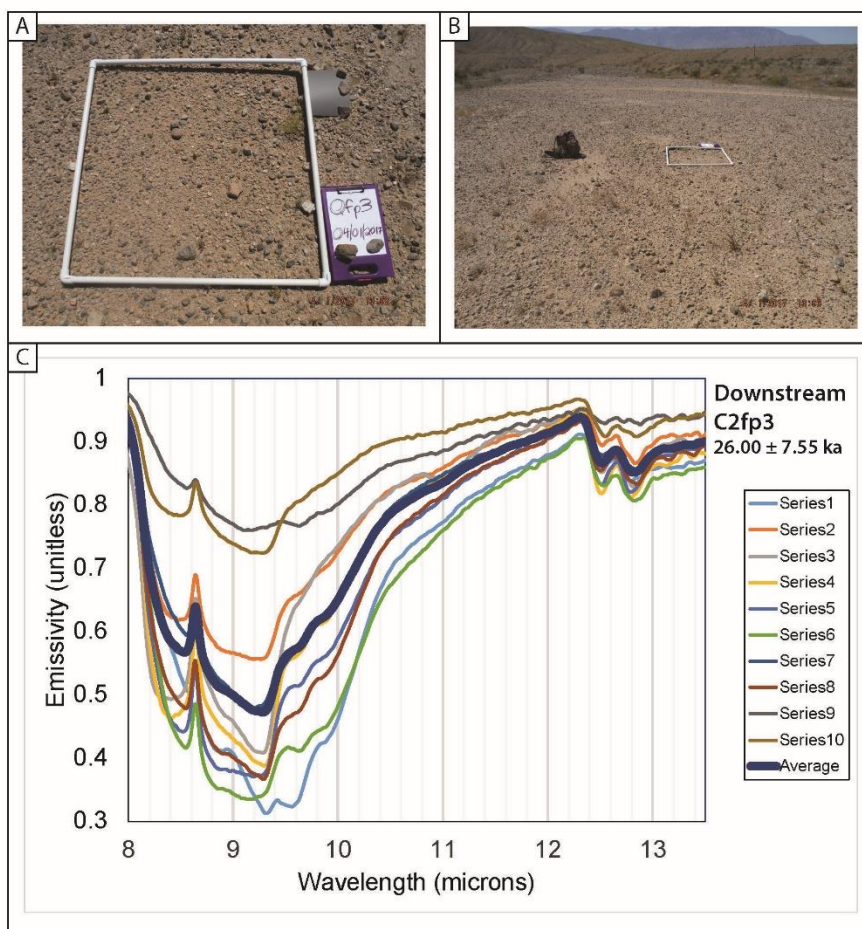 A
Qfp3
04/01/2017
B
C
1
0.9
0.8
0.7
0.6
0.5
0.4
0.3
8
9
10
11
12
13
Emissivity (unitless)
Wavelength (microns)
Downstream
C2fp3
26.00 ± 7.55 ka
Series1
Series2
Series3
Series4
Series5
Series6
Series7
Series8
Series9
Series10
Average